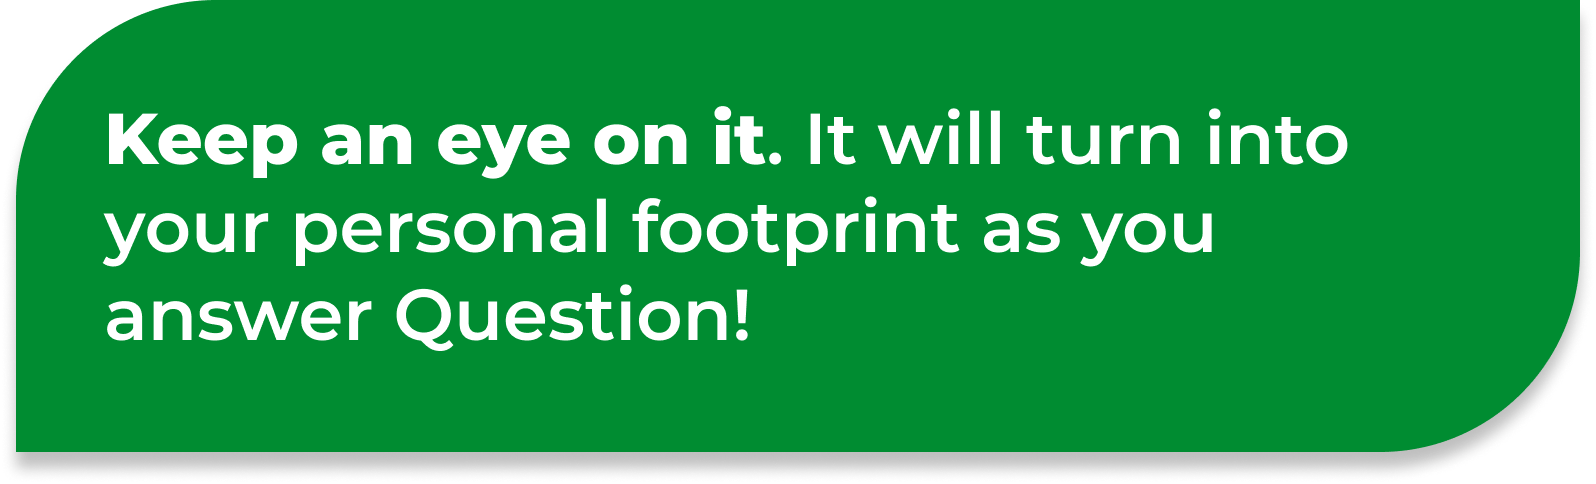 Keep an eye on it. It will turn into
your personal footprint as you
answer Question!